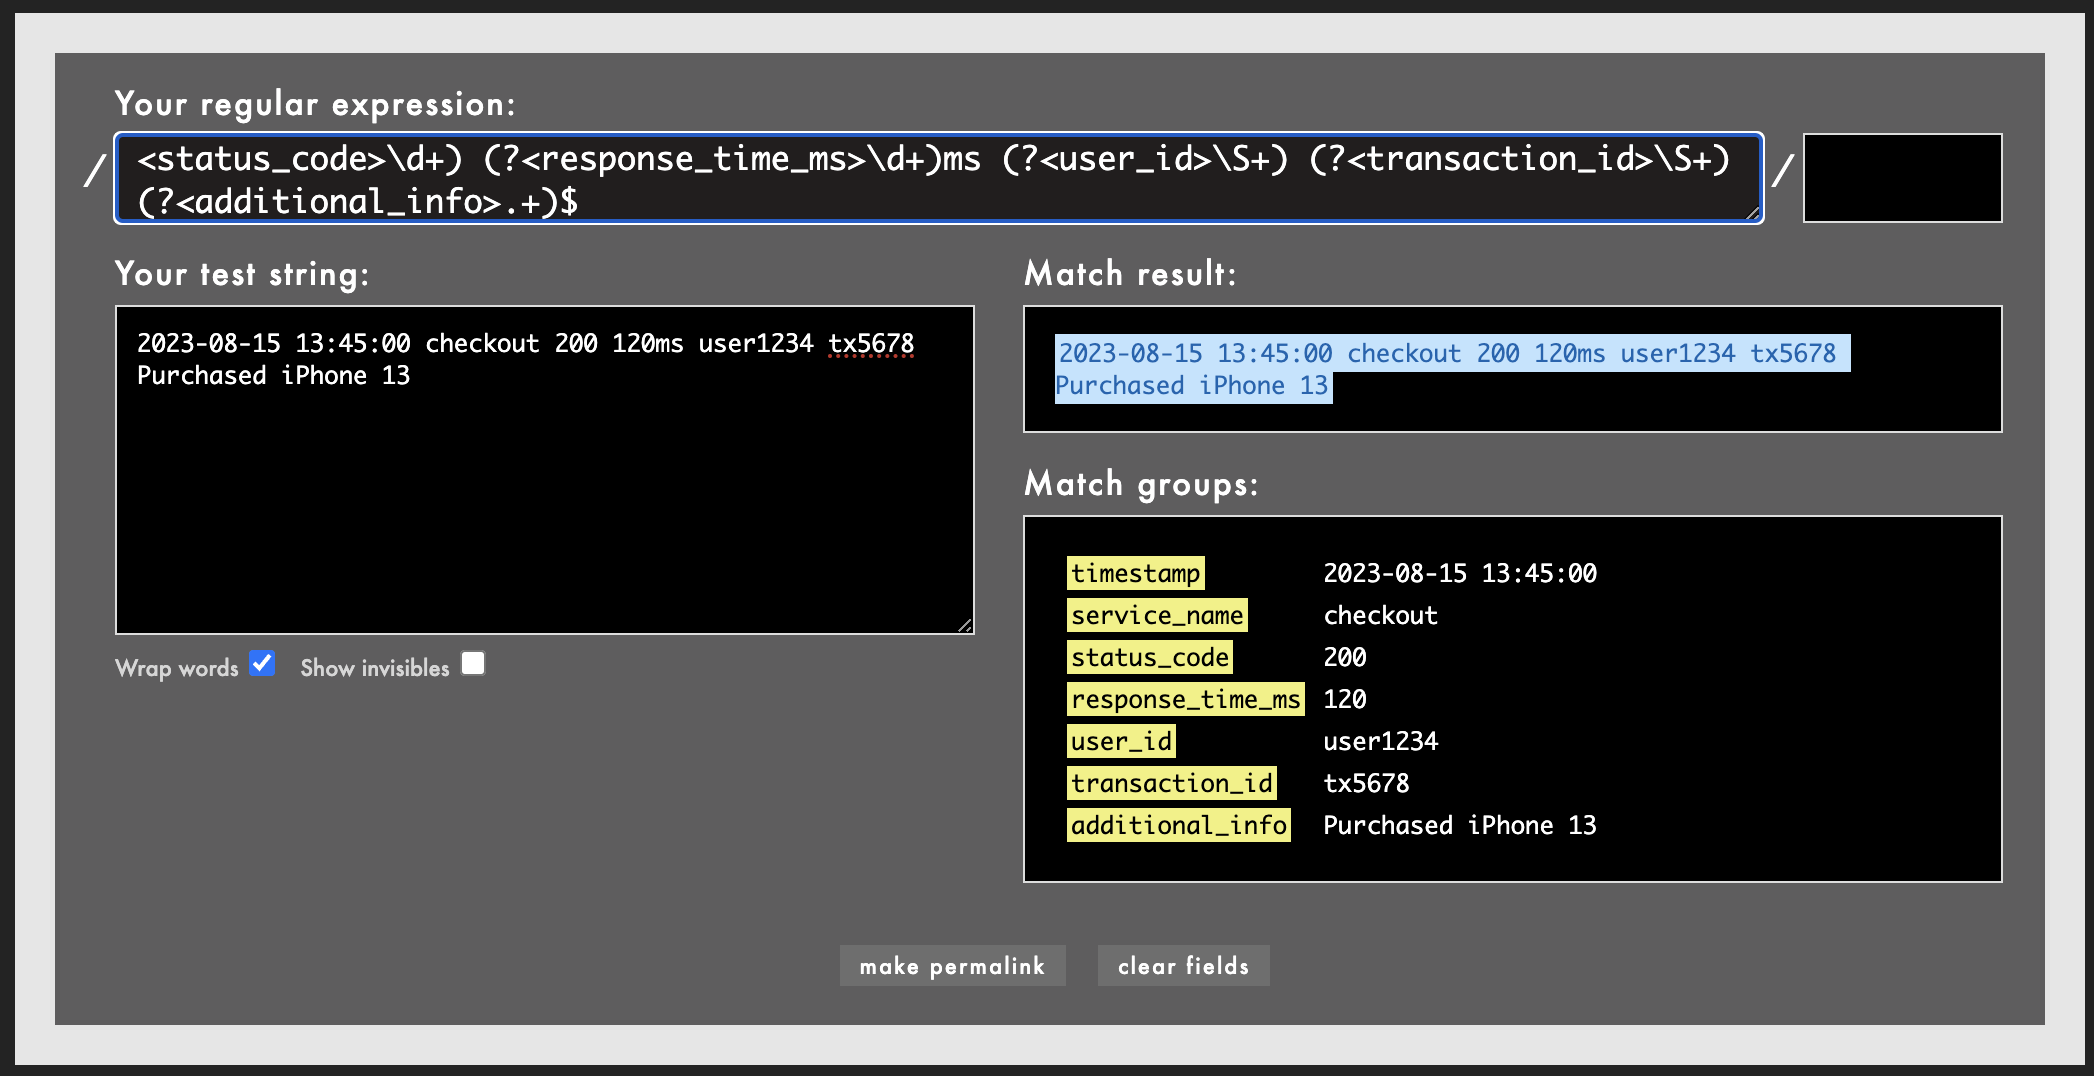 Your regular expression:
/ <status_code>\d+) (?<response_time_ms>\d+)ms (?<user_id>\S+) (?<transaction_id>\S+) /
(?<additional_info>.+)$
Your test string:
2023-08-15 13:45:00 checkout 200 120ms user1234 tx5678
Purchased iPhone 13
Wrap words Show invisibles
Match result:
2023-08-15 13:45:00 checkout 200 120ms user1234 tx5678
Purchased iPhone 13
Match groups:
timestamp 2023-08-15 13:45:00
service_name checkout
status_code 200
response_time_ms 120
user_id user1234
transaction_id tx5678
additional_info Purchased iPhone 13
make permalink clear fields